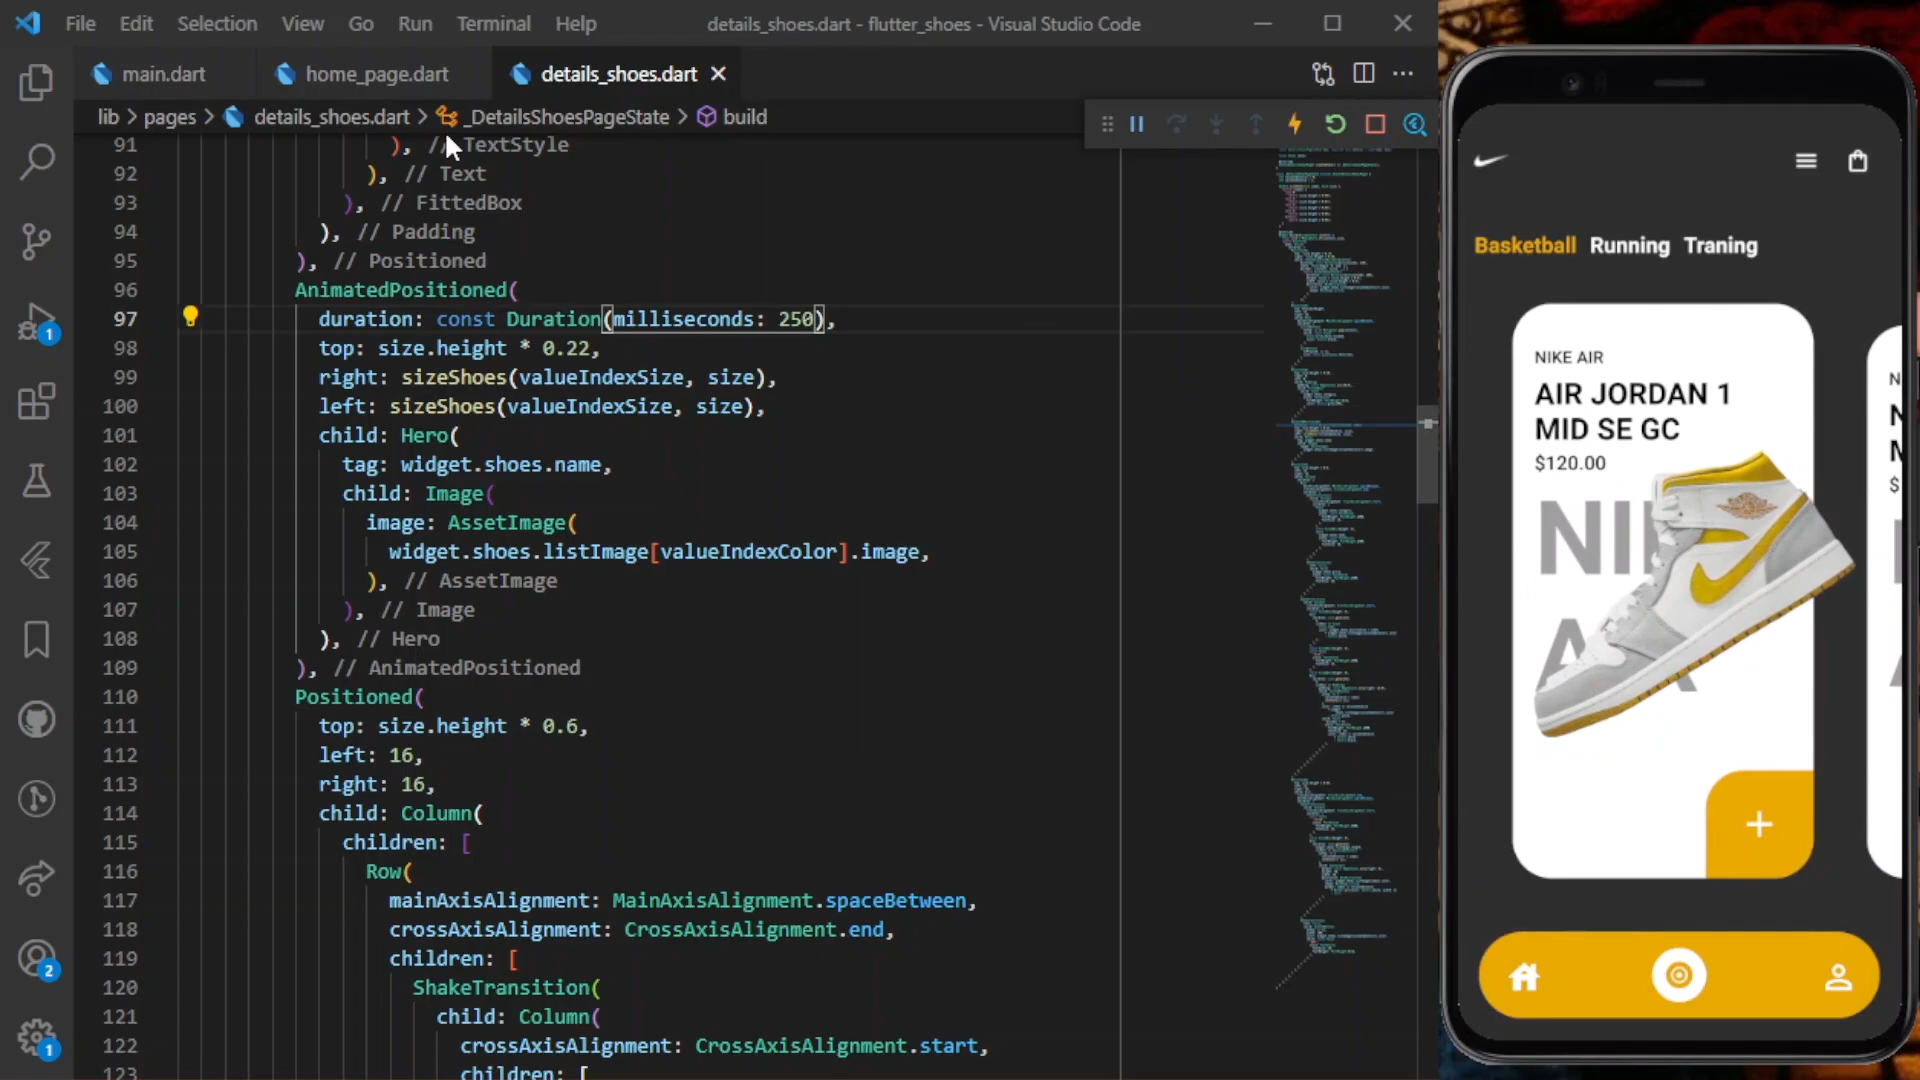 File Edit Selection View Go Run Terminal Help
details_shoes.dart - flutter_shoes - Visual Studio Code
main.dart
home_page.dart
details_shoes.dart
lib > pages > details_shoes.dart > _DetailsShoesPageState > build
91 ), // TextStyle
92 ), // Text
93 ), // FittedBox
94 ), // Padding
95 ), // Positioned
96 AnimatedPositioned(
97 duration: const Duration(milliseconds: 250),
98 top: size.height * 0.22,
99 right: sizeShoes(valueIndexSize, size),
100 left: sizeShoes(valueIndexSize, size),
101 child: Hero(
102 tag: widget.shoes.name,
103 child: Image(
104 image: AssetImage(
105 widget.shoes.listImage[valueIndexColor].image,
106 ), // AssetImage
107 ), // Image
108 ), // Hero
109 ), // AnimatedPositioned
110 Positioned(
111 top: size.height * 0.6,
112 left: 16,
113 right: 16,
114 child: Column(
115 children: [
116 Row(
117 mainAxisAlignment: MainAxisAlignment.spaceBetween,
118 crossAxisAlignment: CrossAxisAlignment.end,
119 children: [
120 ShakeTransition(
121 child: Column(
122 crossAxisAlignment: CrossAxisAlignment.start,
123 children: [
1
2
1
Basketball Running Traning
NIKE AIR
AIR JORDAN 1
MID SE GC
$120.00
NI
A
N
N
M
$